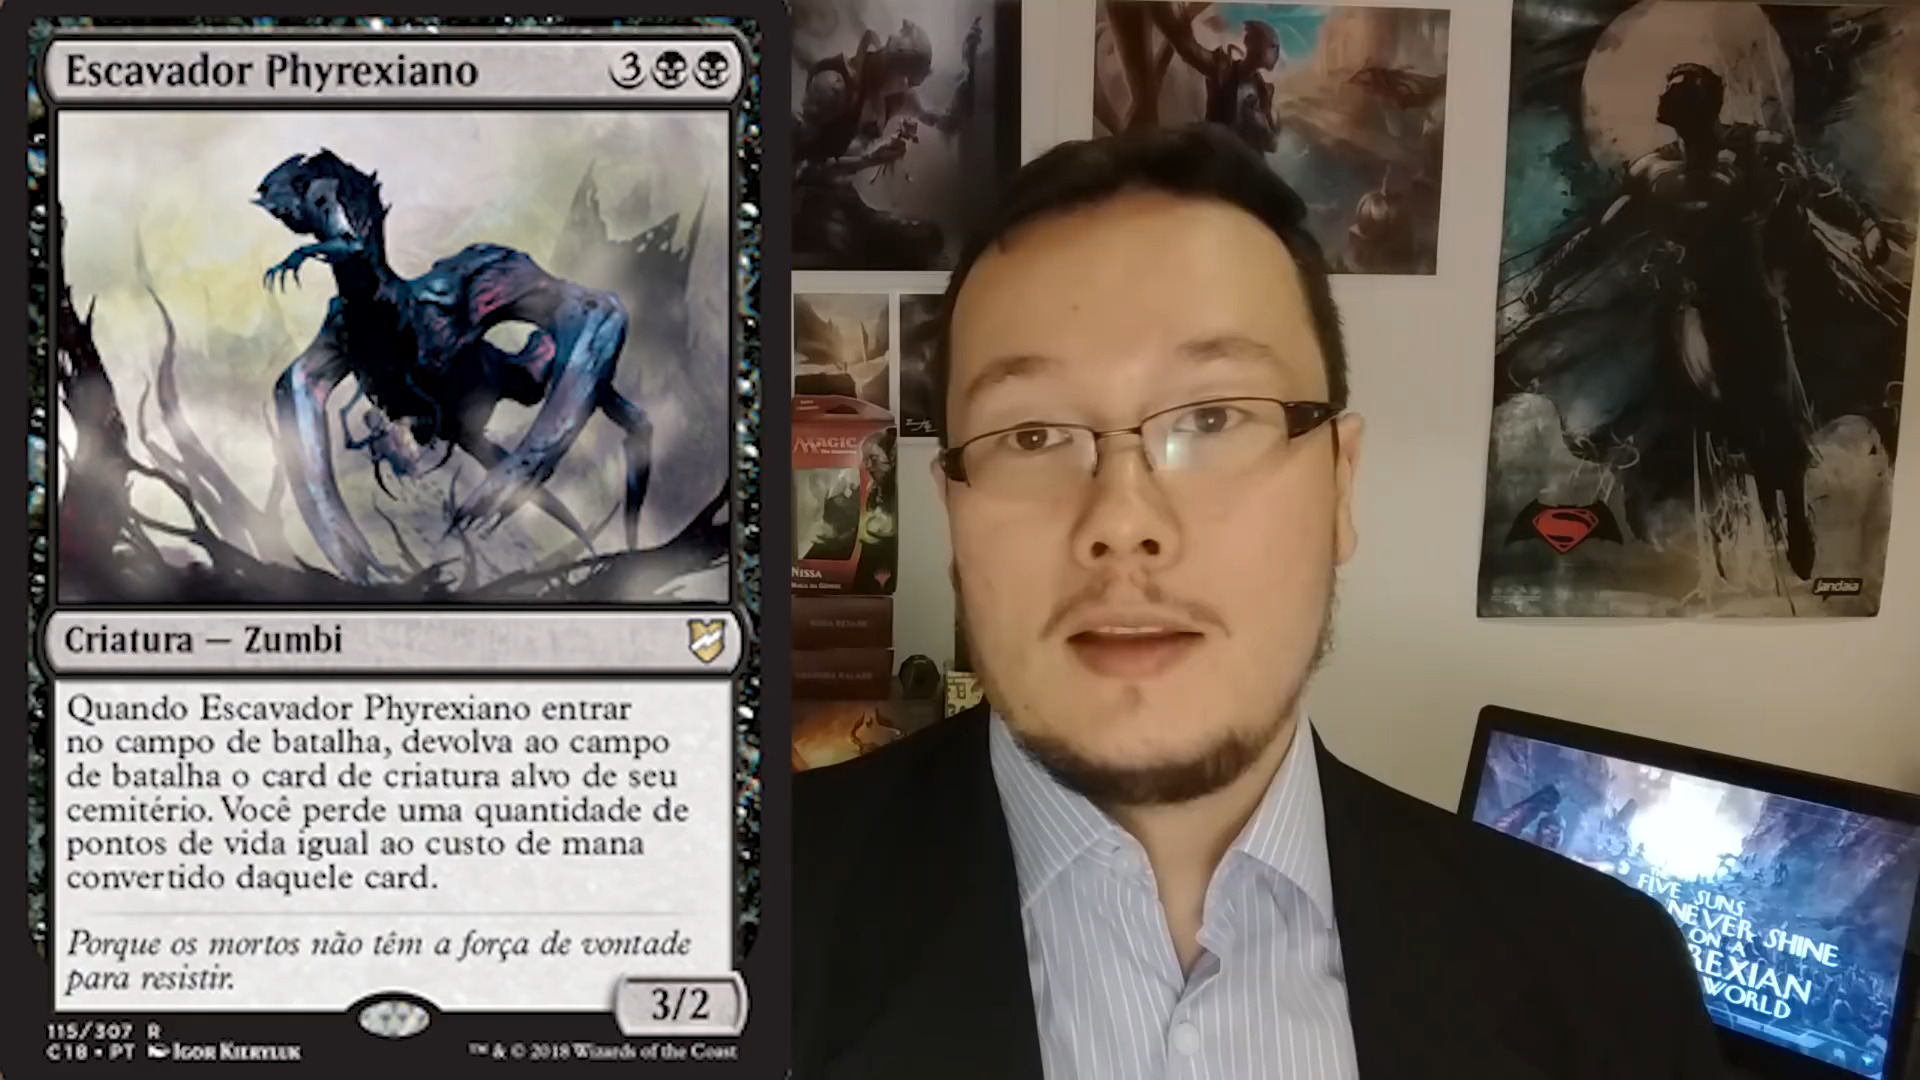 Escavador Phyrexiano
3
Criatura — Zumbi
Quando Escavador Phyrexiano entrar
no campo de batalha, devolva ao campo
de batalha o card de criatura alvo de seu
cemitério. Você perde uma quantidade de
pontos de vida igual ao custo de mana
convertido daquele card.
Porque os mortos não têm a força de vontade
para resistir.
3/2
115/307 R
C18 • PT Igor Kieryluk
™ & © 2018 Wizards of the Coast
MAGIC
NISSA
jandaia
FIVE SUNS
NEVER SHINE
ON A
REXIAN
WORLD